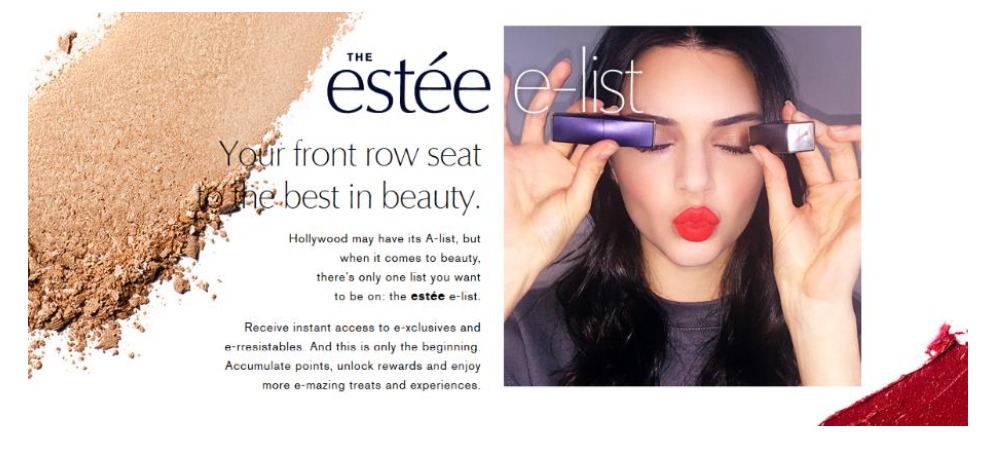 THE
estée e-list
Your front row seat
to the best in beauty.
Hollywood may have its A-list, but
when it comes to beauty,
there's only one list you want
to be on: the estée e-list.
Receive instant access to e-xclusives and
e-rresistables. And this is only the beginning.
Accumulate points, unlock rewards and enjoy
more e-mazing treats and experiences.